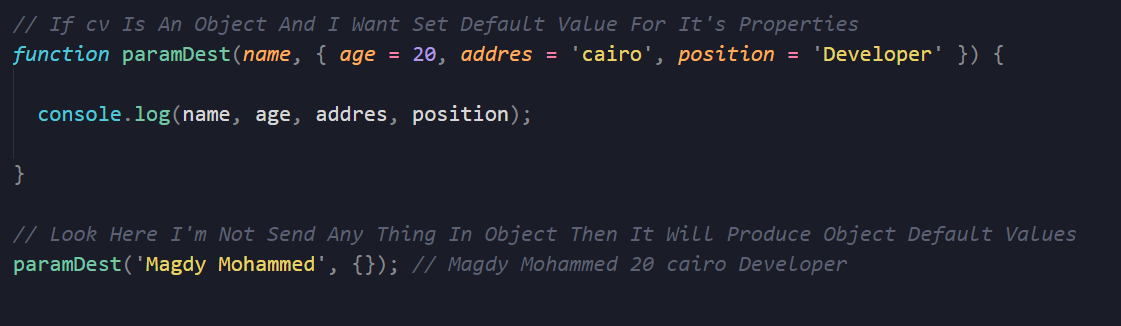 // If cv Is An Object And I Want Set Default Value For It's Properties
function paramDest(name, { age = 20, addres = 'cairo', position = 'Developer' }) {
console.log(name, age, addres, position);
}
// Look Here I'm Not Send Any Thing In Object Then It Will Produce Object Default Values
paramDest('Magdy Mohammed', {}); // Magdy Mohammed 20 cairo Developer